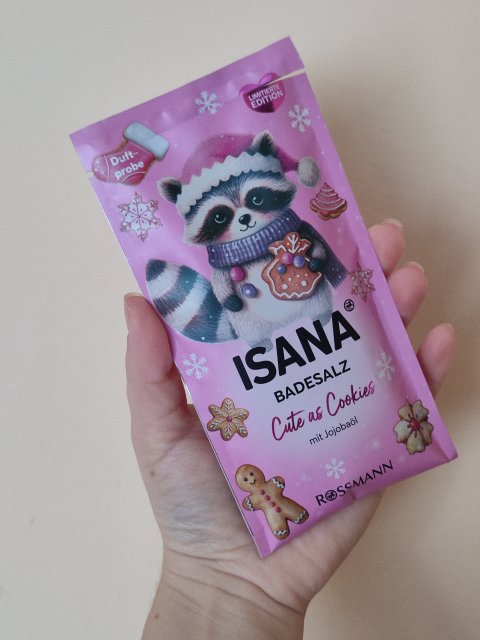 LIMITIERTE
EDITION
Duft-
probe
ISANA
BADESALZ
Cute as Cookies
mit Jojobaöl
ROSSMANN